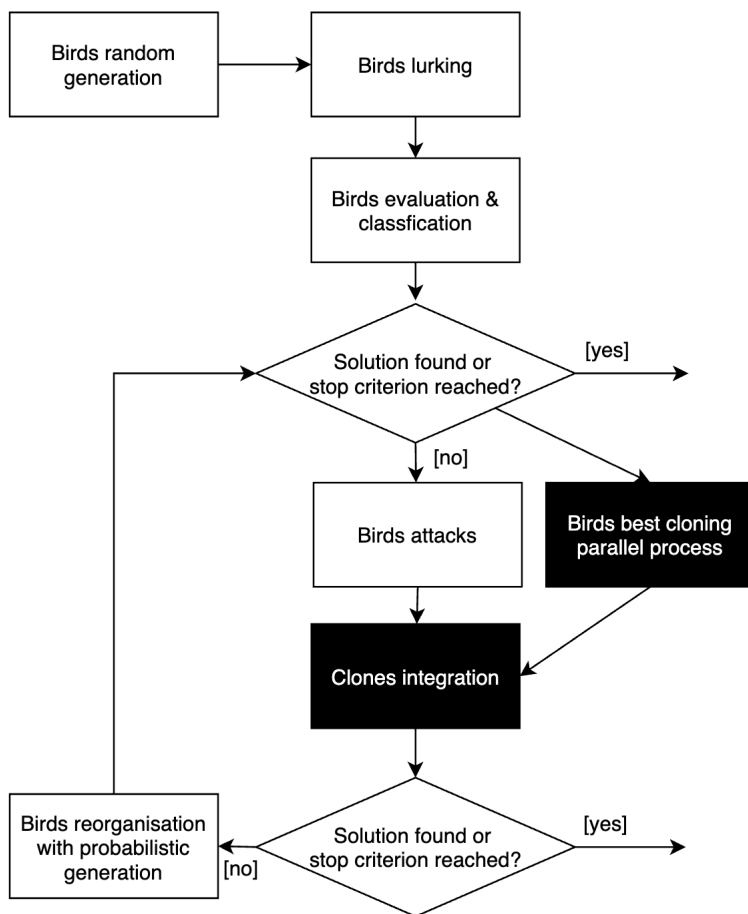 Birds random
generation
Birds lurking
Birds evaluation &
classfication
Solution found or
stop criterion reached?
[yes]
[no]
Birds attacks
Birds best cloning
parallel process
Clones integration
Solution found or
stop criterion reached?
[yes]
[no]
Birds reorganisation
with probabilistic
generation